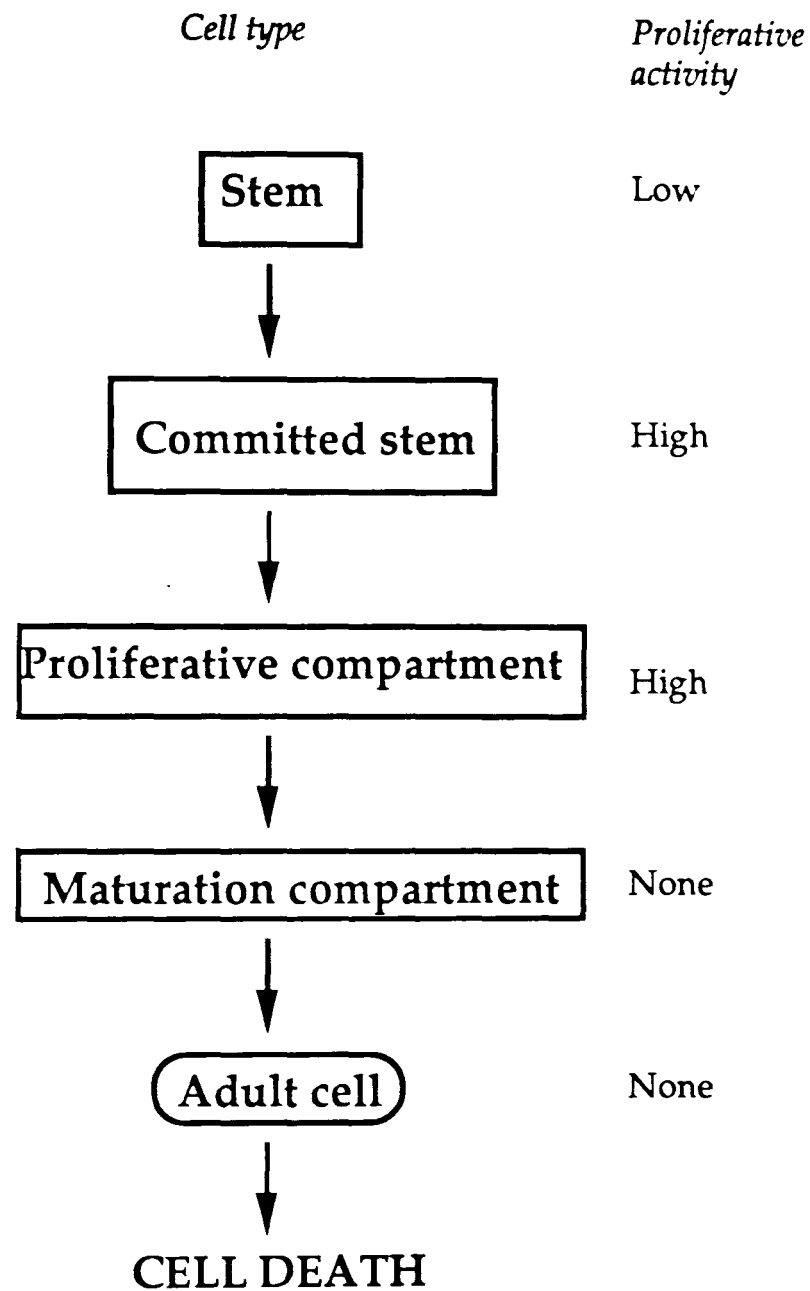 Cell type
Proliferative
activity
Stem
Low
Committed stem
High
Proliferative compartment
High
Maturation compartment
None
Adult cell
None
CELL DEATH